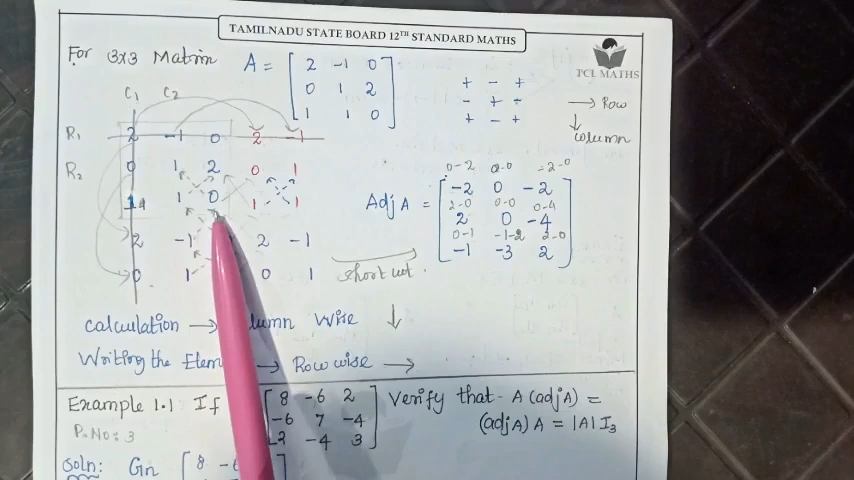 TAMILNADU STATE BOARD 12TH STANDARD MATHS
TCL MATHS
For 3x3 Matrix A = [ 2 -1 0
0 1 2
1 1 0 ]
+ - +
- + -
+ - +
→ Row
↓ column
C1 C2
R1 2 -1 0 2 -1
R2 0 1 2 0 1
1 1 0 1 1
2 -1 2 -1
0 1 0 1
short cut.
0-2 0-0 -2-0
Adj A = [ -2 0 -2
2-0 0-0 0-4
2 0 -4
0-1 -1-2 2-0
-1 -3 2 ]
calculation → lumn Wise ↓
Writing the Elem → Row wise →
Example 1.1 If [ 8 -6 2
-6 7 -4
2 -4 3 ] Verify that A (adj A) =
(adj A) A = |A| I3
P.No: 3
Soln: Gn [ 8 -6